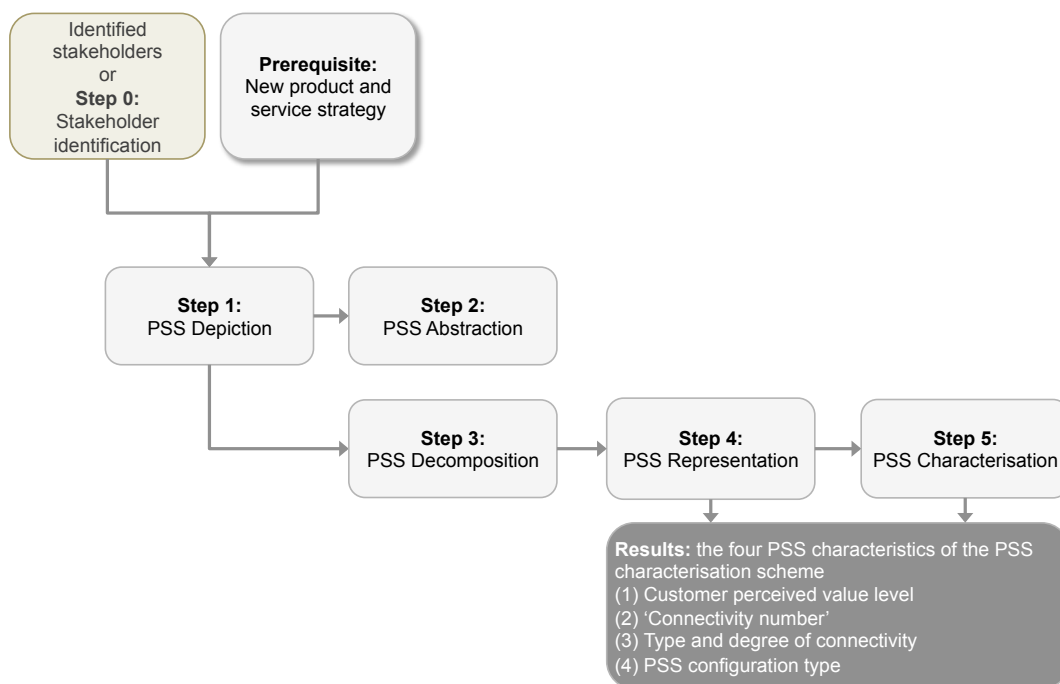 Identified
stakeholders
or
Step 0:
Stakeholder
identification
Prerequisite:
New product and
service strategy
Step 1:
PSS Depiction
Step 2:
PSS Abstraction
Step 3:
PSS Decomposition
Step 4:
PSS Representation
Step 5:
PSS Characterisation
Results: the four PSS characteristics of the PSS
characterisation scheme
(1) Customer perceived value level
(2) ‘Connectivity number’
(3) Type and degree of connectivity
(4) PSS configuration type